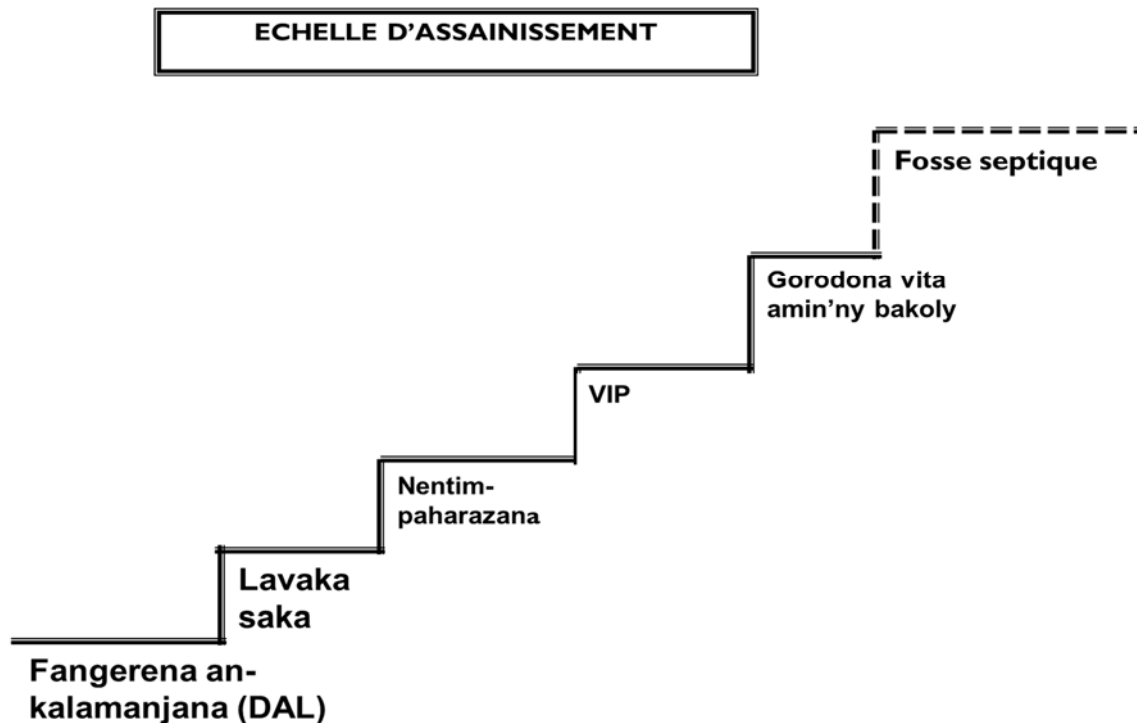 ECHELLE D'ASSAINISSEMENT
Fosse septique
Gorodona vita
amin'ny bakoly
VIP
Nentim-
paharazana
Lavaka
saka
Fangerena an-
kalamanjana (DAL)